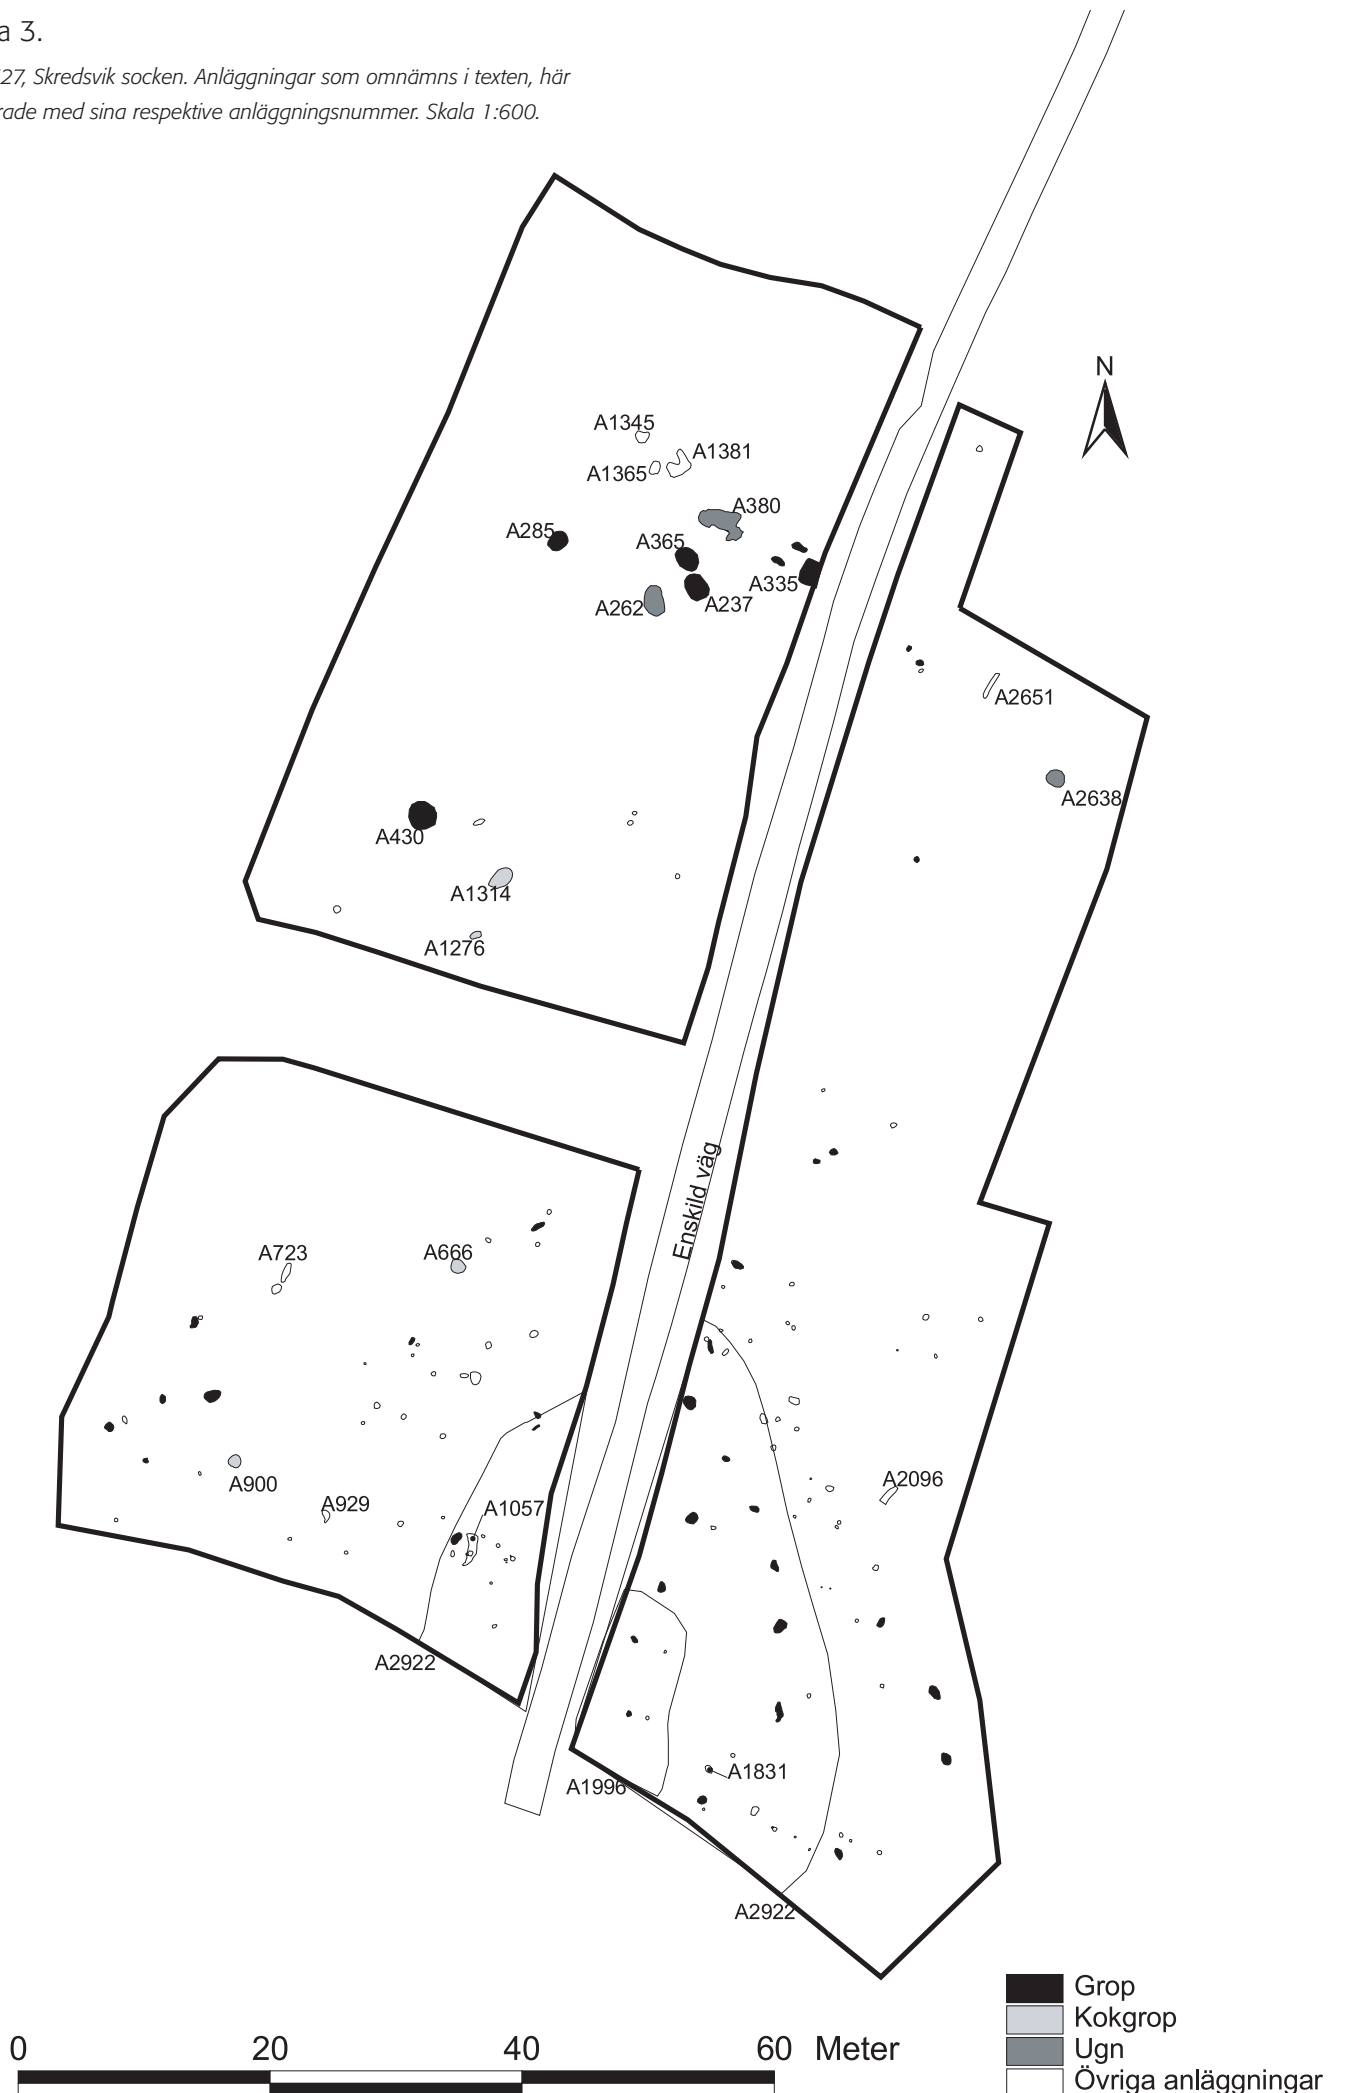 a 3.
27, Skredsvik socken. Anläggningar som omnämns i texten, här
rade med sina respektive anläggningsnummer. Skala 1:600.
N
A1345
A1381
A1365
A380
A285
A365
A335
A262
A237
A2651
A2638
A430
A1314
A1276
Enskild väg
A723
A666
A900
A929
A1057
A2096
A2922
A1996
A1831
A2922
Grop
Kokgrop
Ugn
Övriga anläggningar
0 20 40 60 Meter